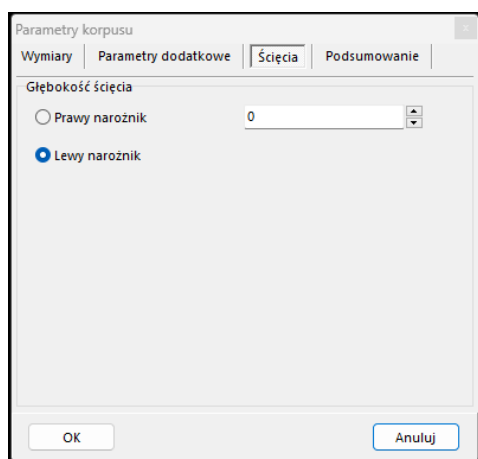 Parametry korpusu
Wymiary Parametry dodatkowe Ścięcia Podsumowanie
Głębokość ścięcia
Prawy narożnik 0
Lewy narożnik
OK Anuluj